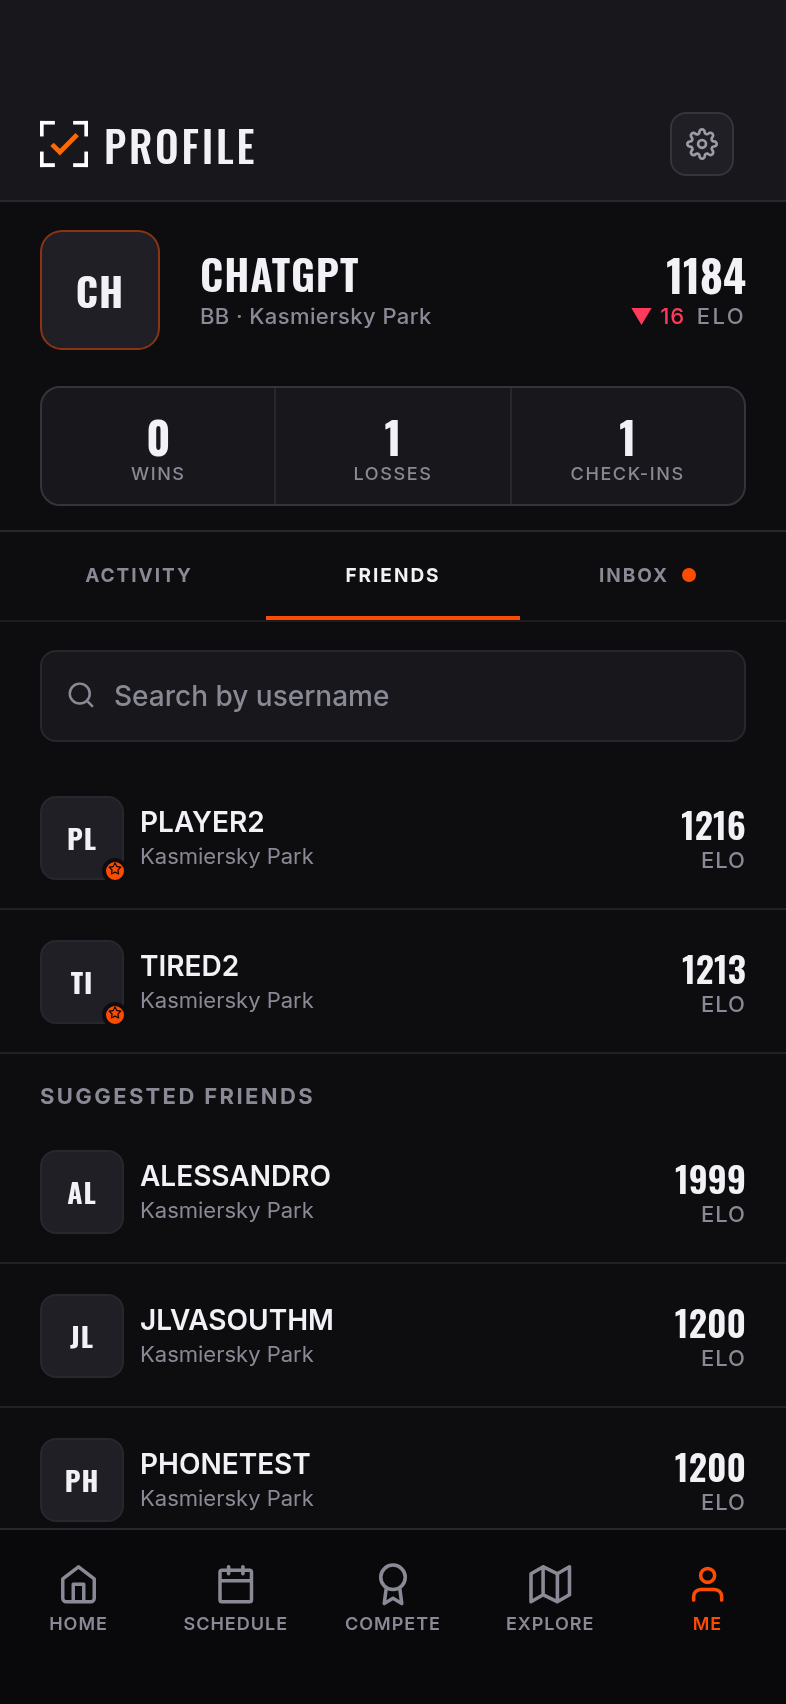 PROFILE
CH
CHATGPT
1184
BB · Kasmiersky Park
▼ 16 ELO
0
1
1
WINS
LOSSES
CHECK-INS
ACTIVITY
FRIENDS
INBOX
Search by username
PL
PLAYER2
Kasmiersky Park
1216
ELO
TI
TIRED2
Kasmiersky Park
1213
ELO
SUGGESTED FRIENDS
AL
ALESSANDRO
Kasmiersky Park
1999
ELO
JL
JLVASOUTHM
Kasmiersky Park
1200
ELO
PH
PHONETEST
Kasmiersky Park
1200
ELO
HOME
SCHEDULE
COMPETE
EXPLORE
ME